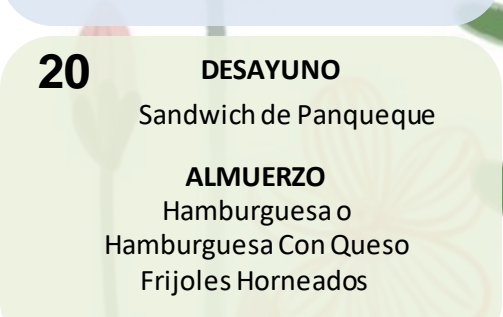 20
DESAYUNO
Sandwich de Panqueque
ALMUERZO
Hamburguesa o
Hamburguesa Con Queso
Frijoles Horneados